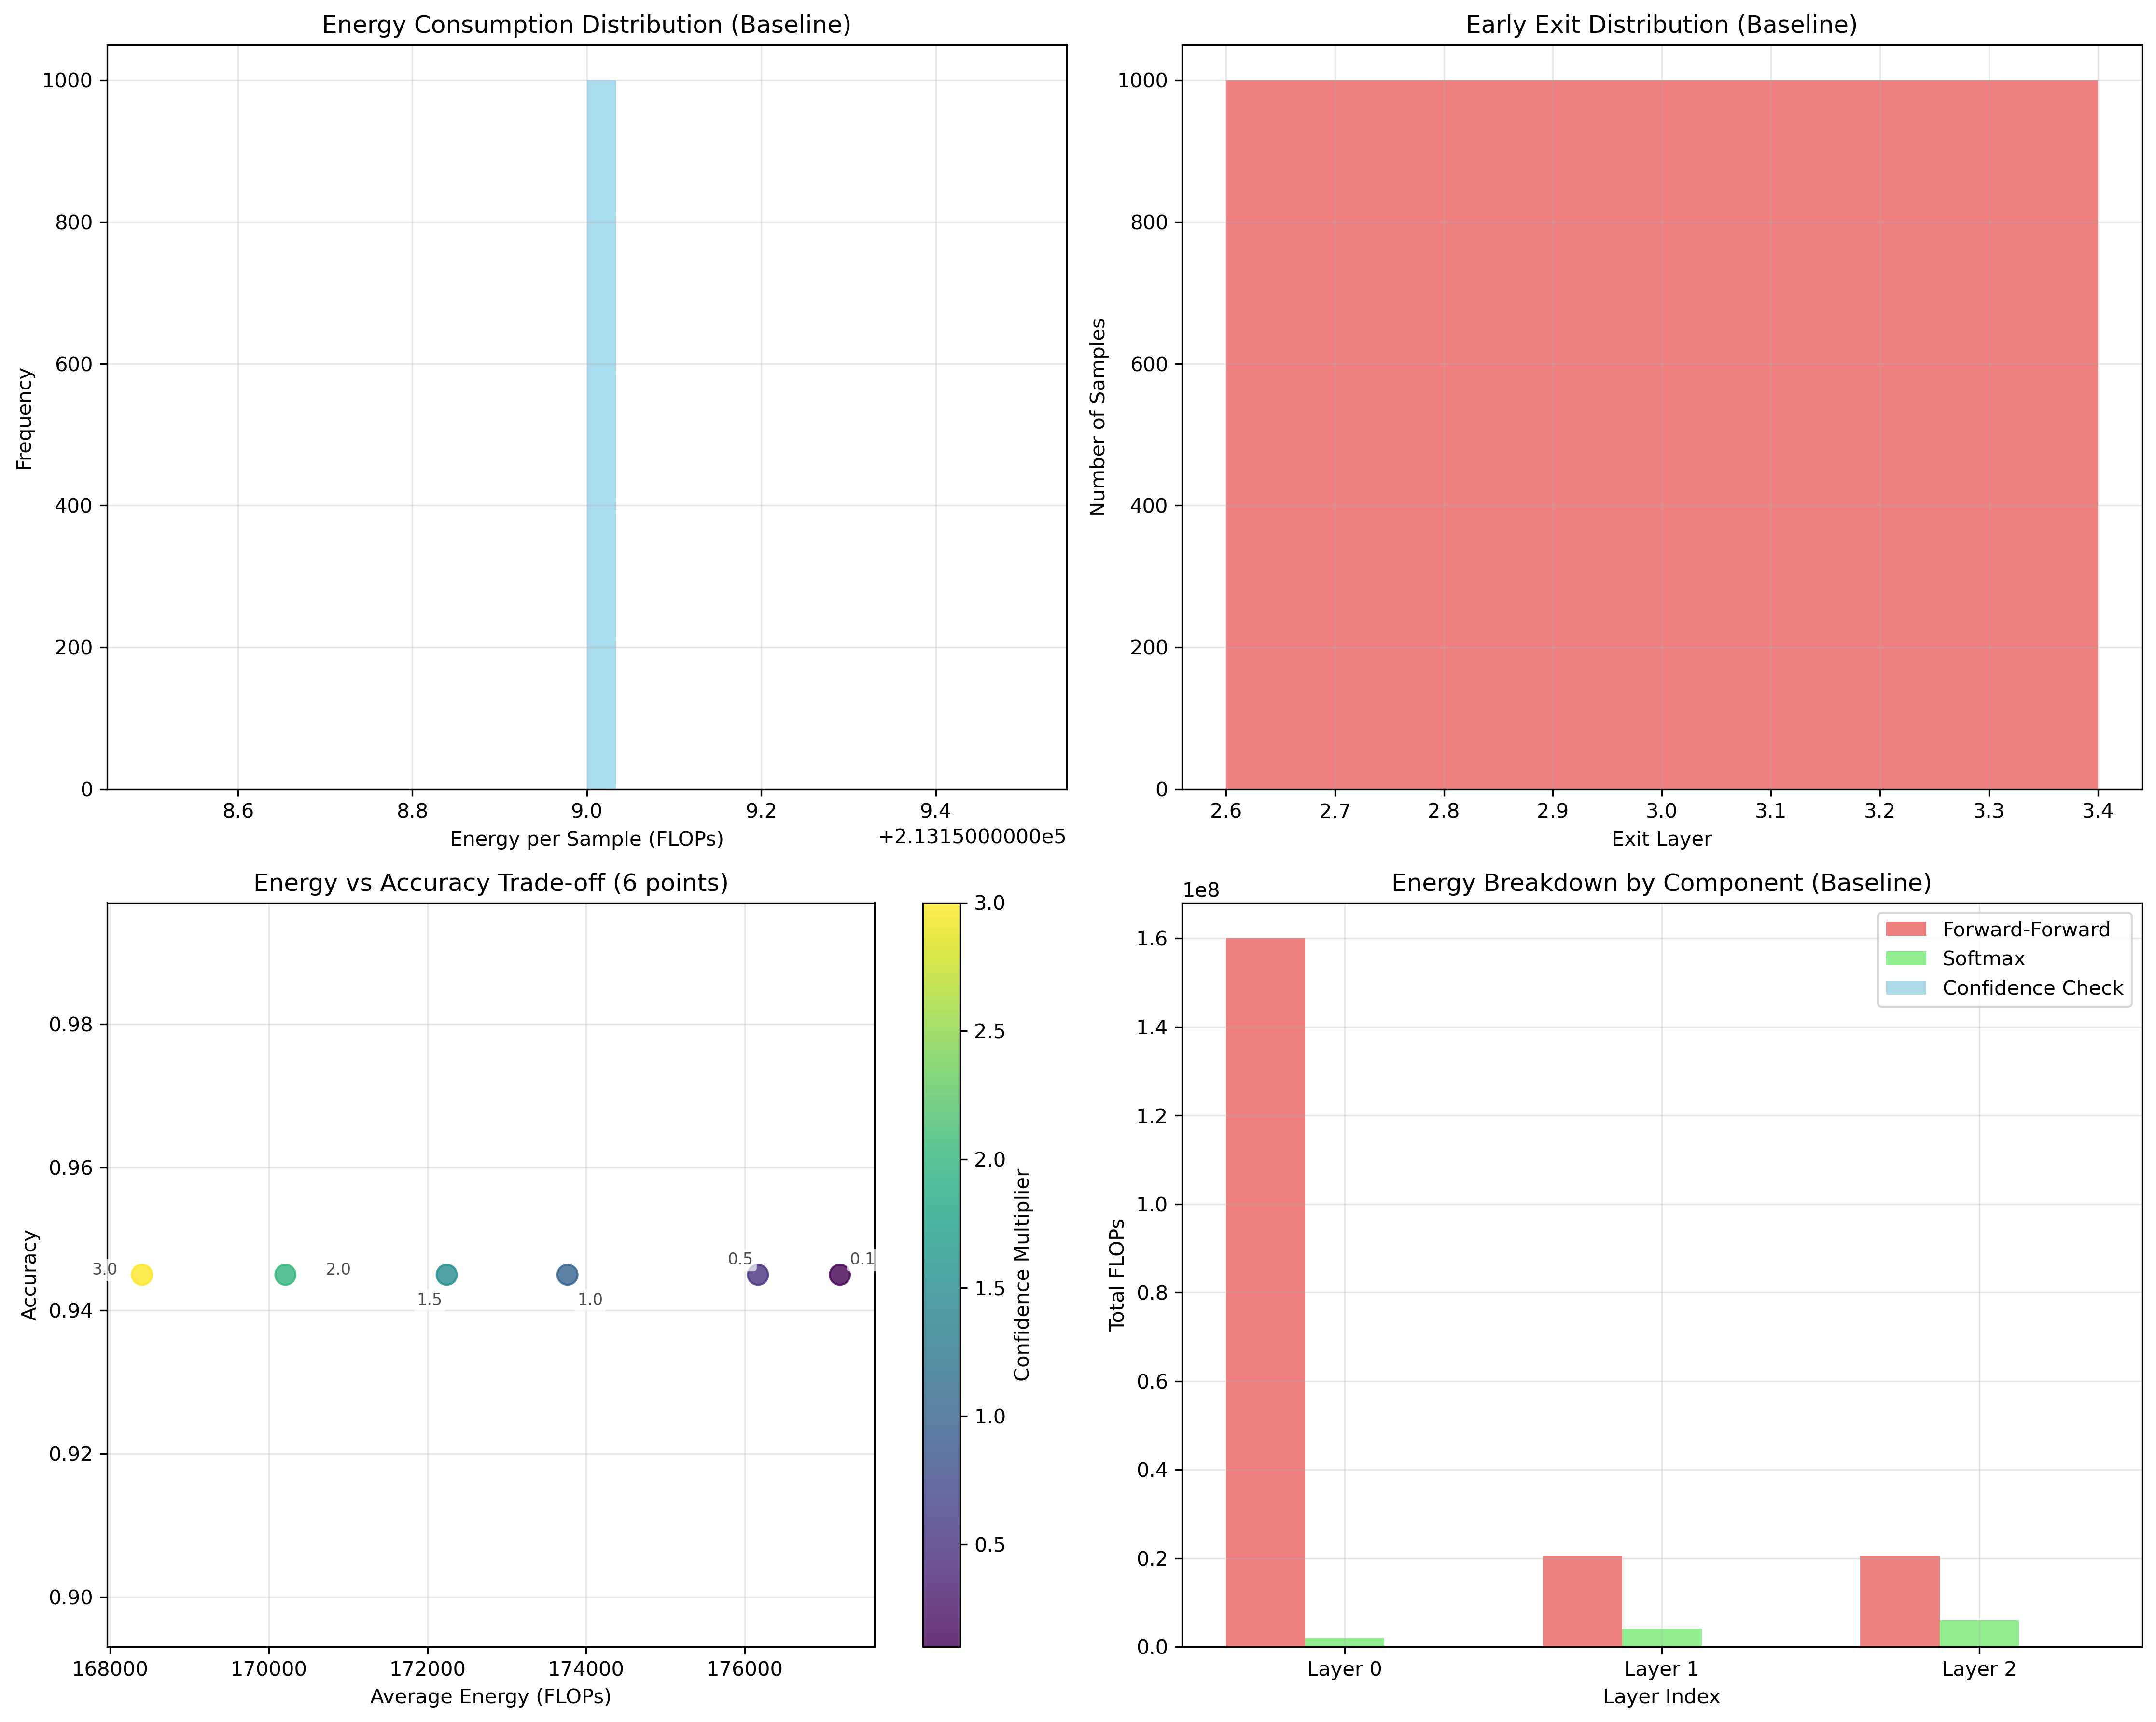 Energy Consumption Distribution (Baseline)
1000
800
600
400
200
0
Frequency
8.6 8.8 9.0 9.2 9.4
Energy per Sample (FLOPs)
+2.1315000000e5
Early Exit Distribution (Baseline)
1000
800
600
400
200
0
Number of Samples
2.6 2.7 2.8 2.9 3.0 3.1 3.2 3.3 3.4
Exit Layer
Energy vs Accuracy Trade-off (6 points)
0.98
0.96
0.94
0.92
0.90
Accuracy
3.0
2.0
1.5
1.0
0.5
0.1
168000 170000 172000 174000 176000
Average Energy (FLOPs)
3.0
2.5
2.0
1.5
1.0
0.5
Confidence Multiplier
Energy Breakdown by Component (Baseline)
1e8
1.6
1.4
1.2
1.0
0.8
0.6
0.4
0.2
0.0
Total FLOPs
Forward-Forward
Softmax
Confidence Check
Layer 0 Layer 1 Layer 2
Layer Index